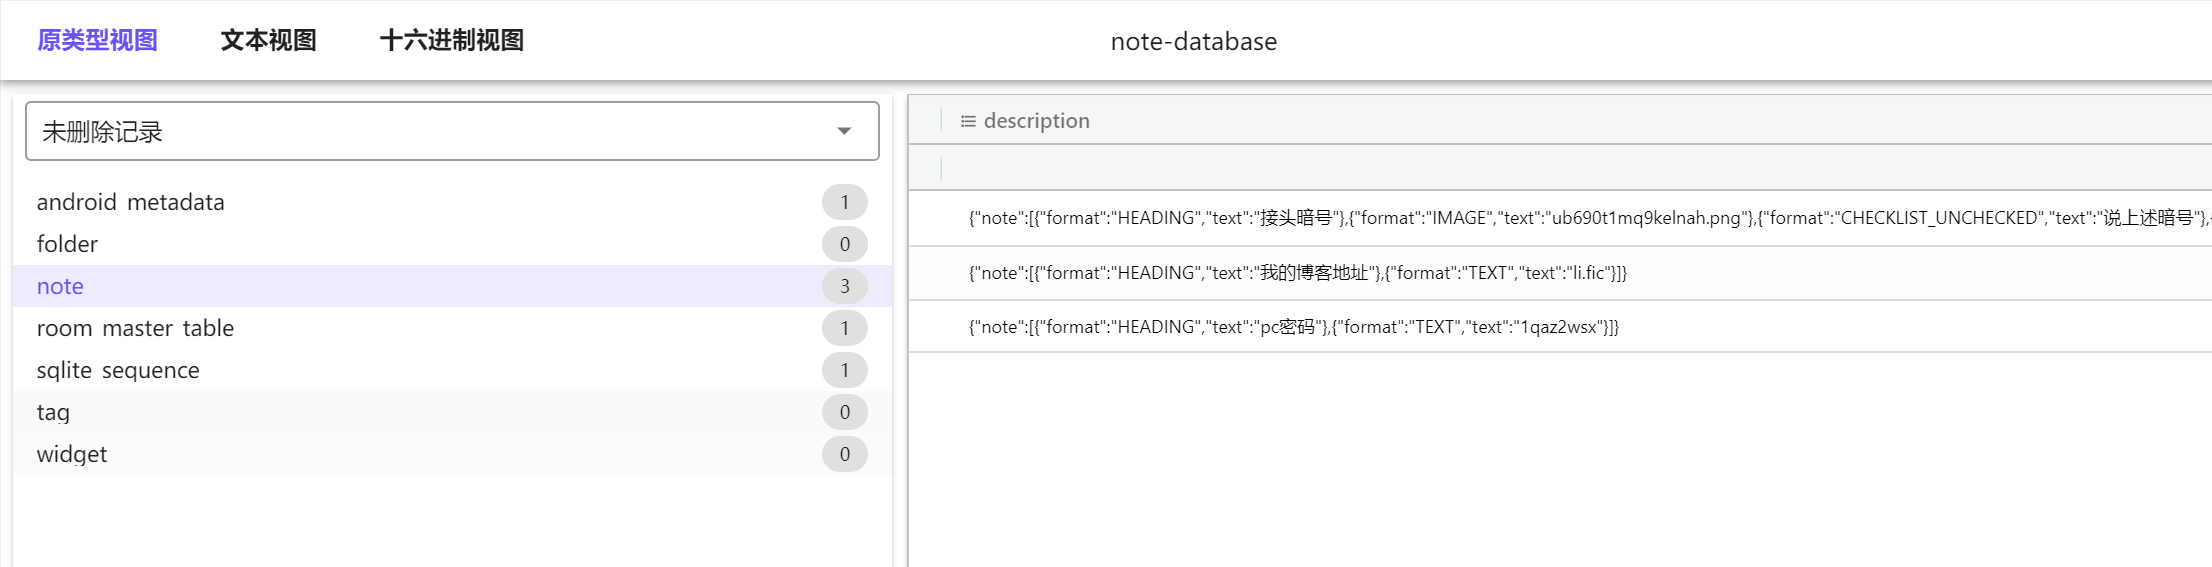 原类型视图 文本视图 十六进制视图 note-database
未删除记录
android metadata 1
folder 0
note 3
room master table 1
sqlite sequence 1
tag 0
widget 0
description
{"note":[{"format":"HEADING","text":"接头暗号"},{"format":"IMAGE","text":"ub690t1mq9kelnah.png"},{"format":"CHECKLIST_UNCHECKED","text":"说上述暗号"},
{"note":[{"format":"HEADING","text":"我的博客地址"},{"format":"TEXT","text":"li.fic"}]}
{"note":[{"format":"HEADING","text":"pc密码"},{"format":"TEXT","text":"1qaz2wsx"}]}